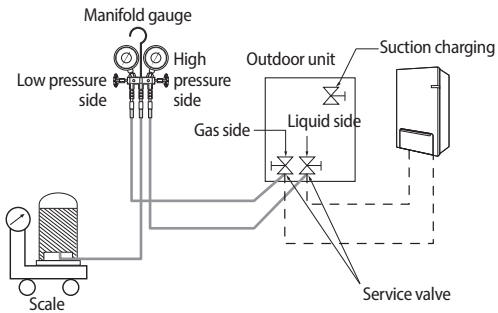 Manifold gauge
Low pressure
side
High
pressure
side
Outdoor unit
Suction charging
Gas side
Liquid side
Service valve
Scale